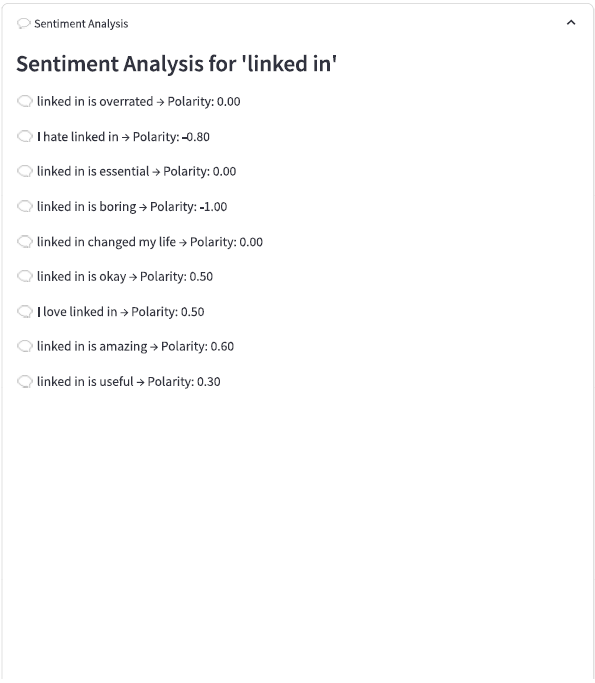 Sentiment Analysis
Sentiment Analysis for 'linked in'
linked in is overrated → Polarity: 0.00
I hate linked in → Polarity: -0.80
linked in is essential → Polarity: 0.00
linked in is boring → Polarity: -1.00
linked in changed my life → Polarity: 0.00
linked in is okay → Polarity: 0.50
I love linked in → Polarity: 0.50
linked in is amazing → Polarity: 0.60
linked in is useful → Polarity: 0.30